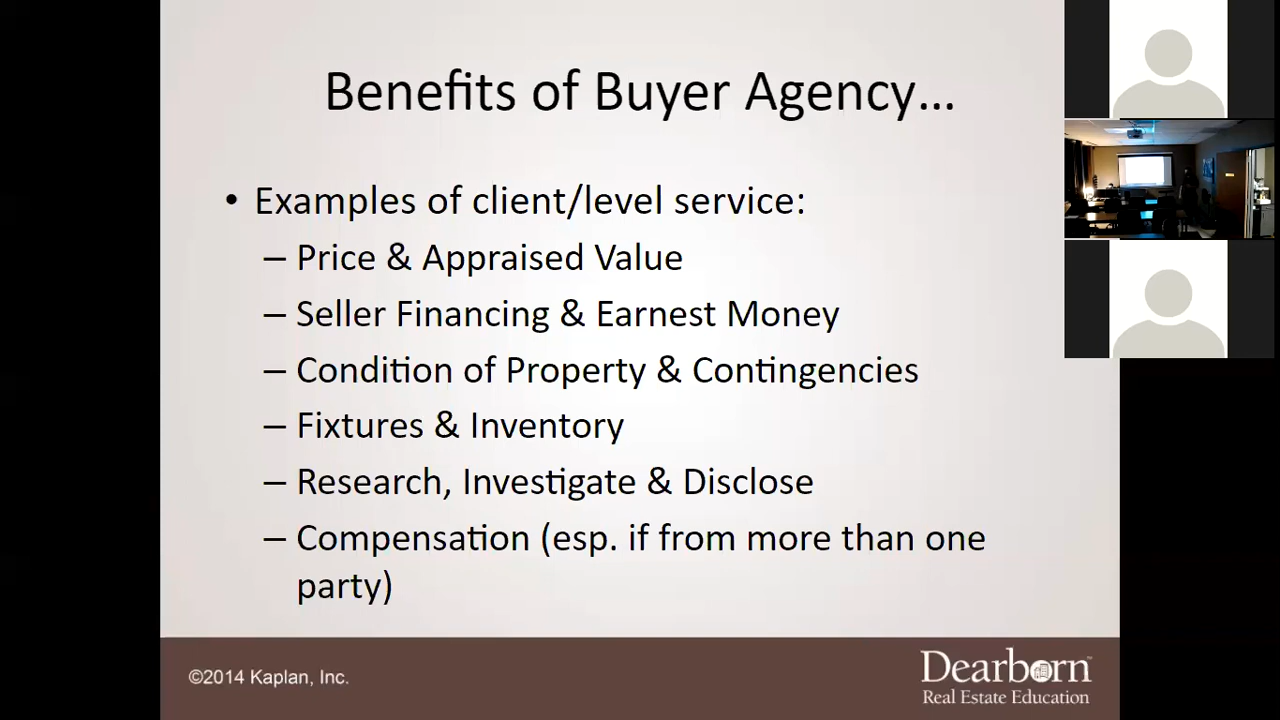 Benefits of Buyer Agency...
• Examples of client/level service:
– Price & Appraised Value
– Seller Financing & Earnest Money
– Condition of Property & Contingencies
– Fixtures & Inventory
– Research, Investigate & Disclose
– Compensation (esp. if from more than one
party)
©2014 Kaplan, Inc.
Dearborn™
Real Estate Education